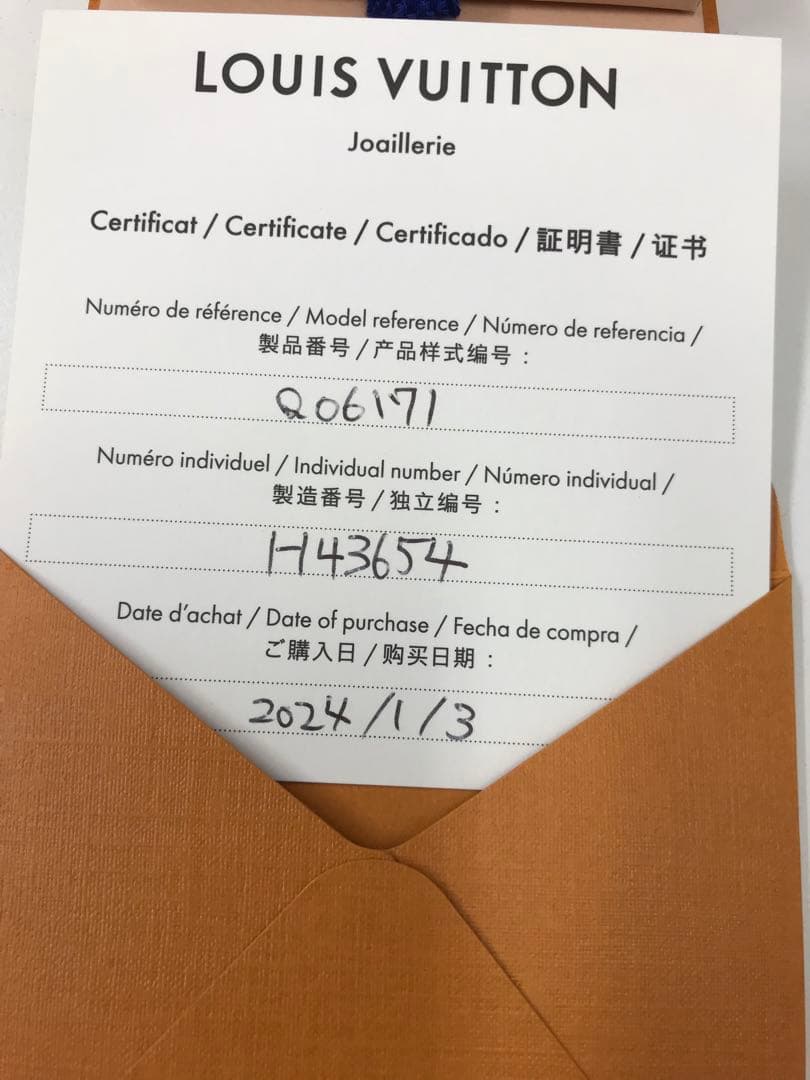 LOUIS VUITTON
Joaillerie
Certificat / Certificate / Certificado / 証明書 / 证书
Numéro de référence / Model reference / Número de referencia /
製品番号 / 产品样式编号 :
Q06171
Numéro individuel / Individual number / Número individual /
製造番号 / 独立编号 :
H43654
Date d'achat / Date of purchase / Fecha de compra /
ご購入日 / 购买日期 :
2024/1/3